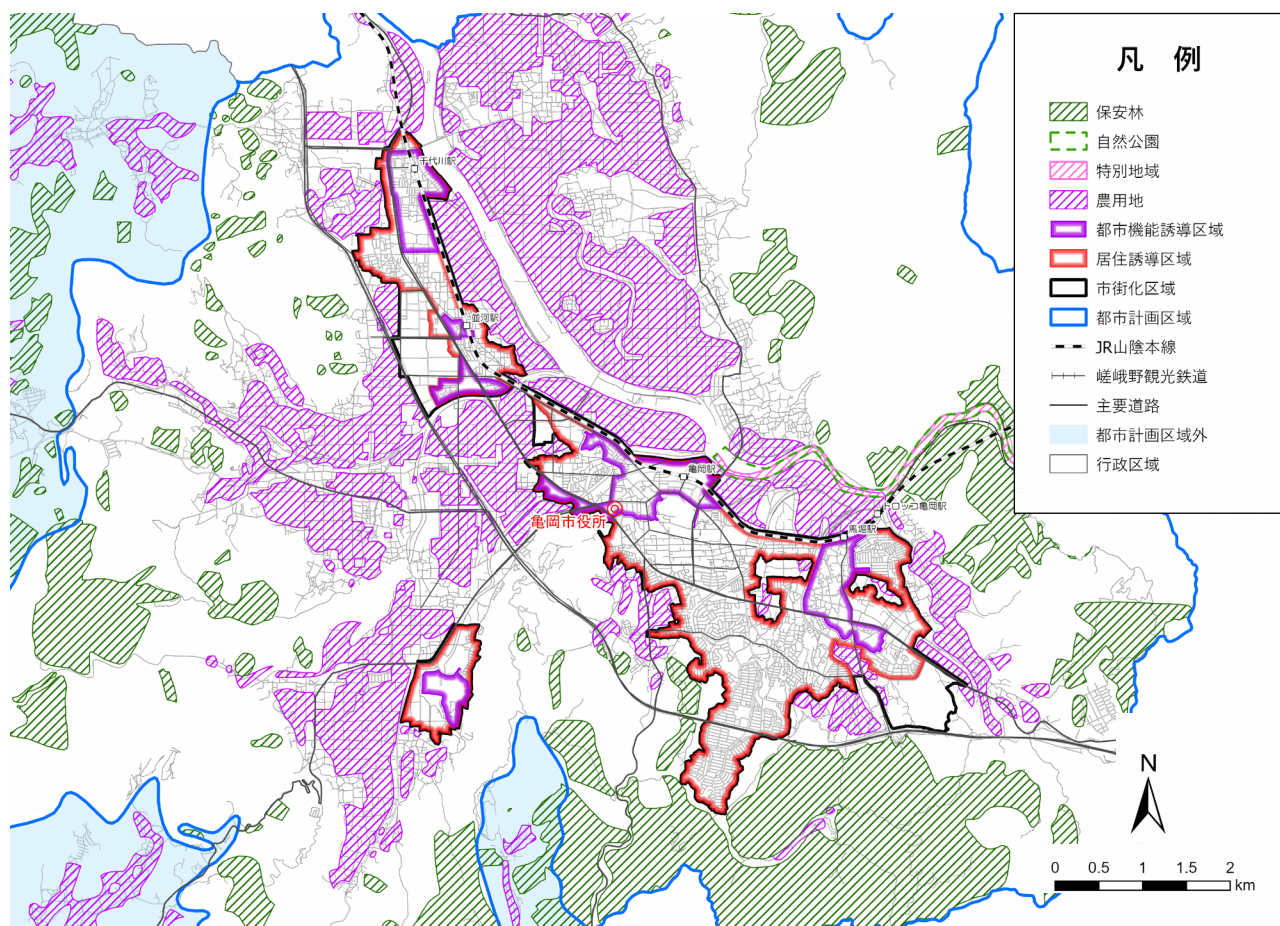 凡 例
保安林
自然公園
特別地域
農用地
都市機能誘導区域
居住誘導区域
市街化区域
都市計画区域
JR山陰本線
嵯峨野観光鉄道
主要道路
都市計画区域外
行政区域
千代川駅
並河駅
亀岡駅
亀岡市役所
トロッコ亀岡駅
馬堀駅
N
0 0.5 1 1.5 2
km